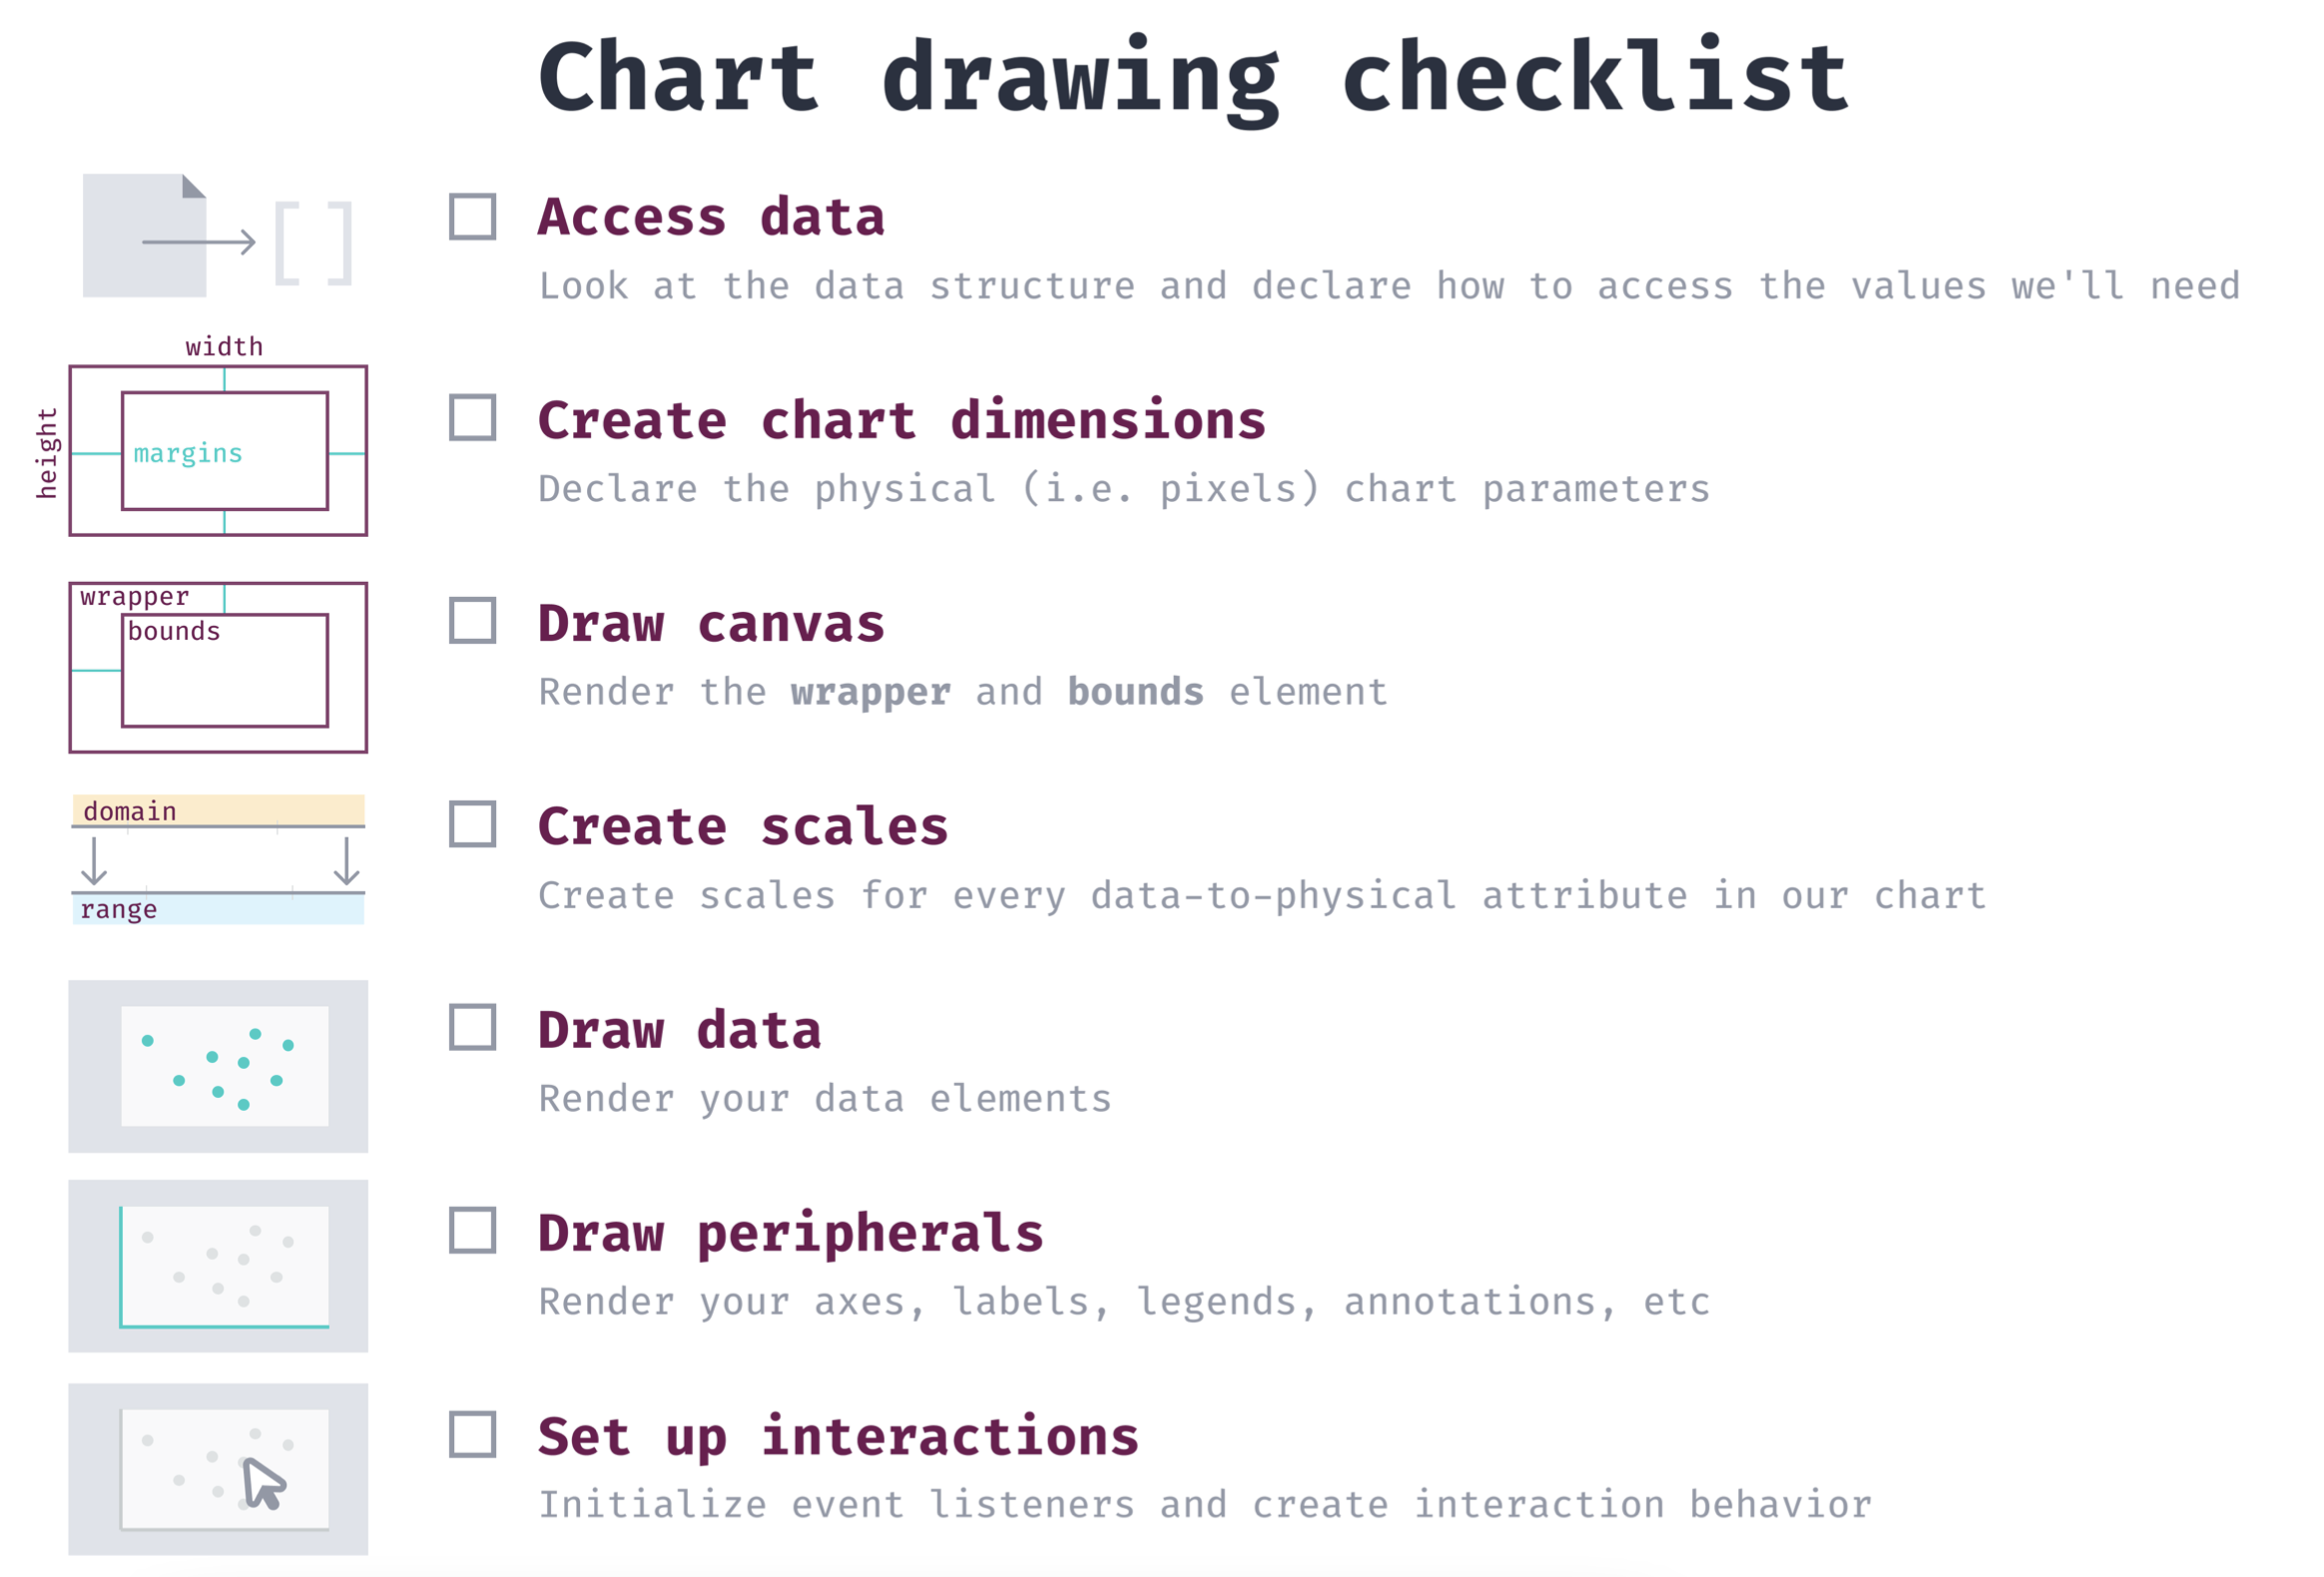 Chart drawing checklist
Access data
Look at the data structure and declare how to access the values we'll need
width
height
margins
Create chart dimensions
Declare the physical (i.e. pixels) chart parameters
wrapper
bounds
Draw canvas
Render the wrapper and bounds element
domain
range
Create scales
Create scales for every data-to-physical attribute in our chart
Draw data
Render your data elements
Draw peripherals
Render your axes, labels, legends, annotations, etc
Set up interactions
Initialize event listeners and create interaction behavior